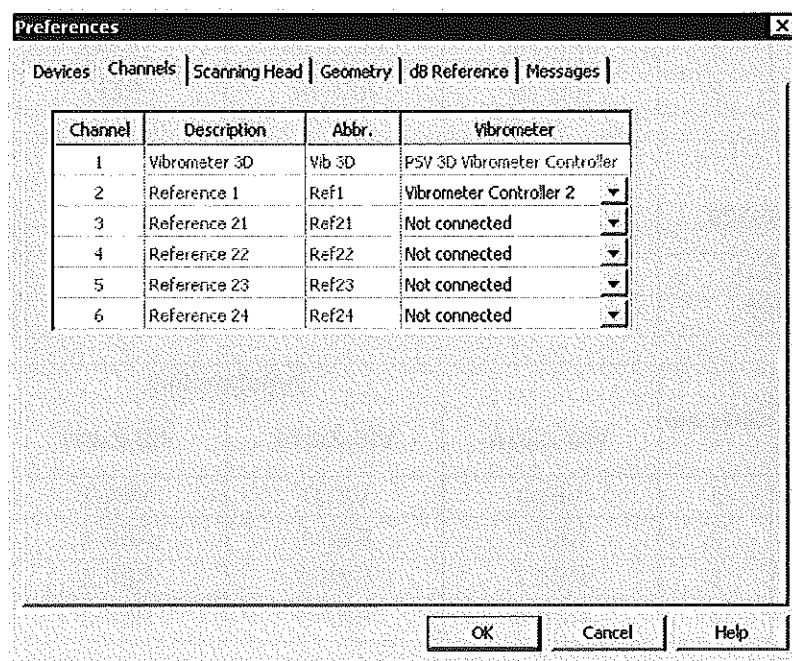 Preferences
Devices Channels Scanning Head Geometry dB Reference Messages
Channel Description Abbr. Vibrometer
1 Vibrometer 3D Vib 3D PSV 3D Vibrometer Controller
2 Reference 1 Ref1 Vibrometer Controller 2
3 Reference 21 Ref21 Not connected
4 Reference 22 Ref22 Not connected
5 Reference 23 Ref23 Not connected
6 Reference 24 Ref24 Not connected
OK Cancel Help